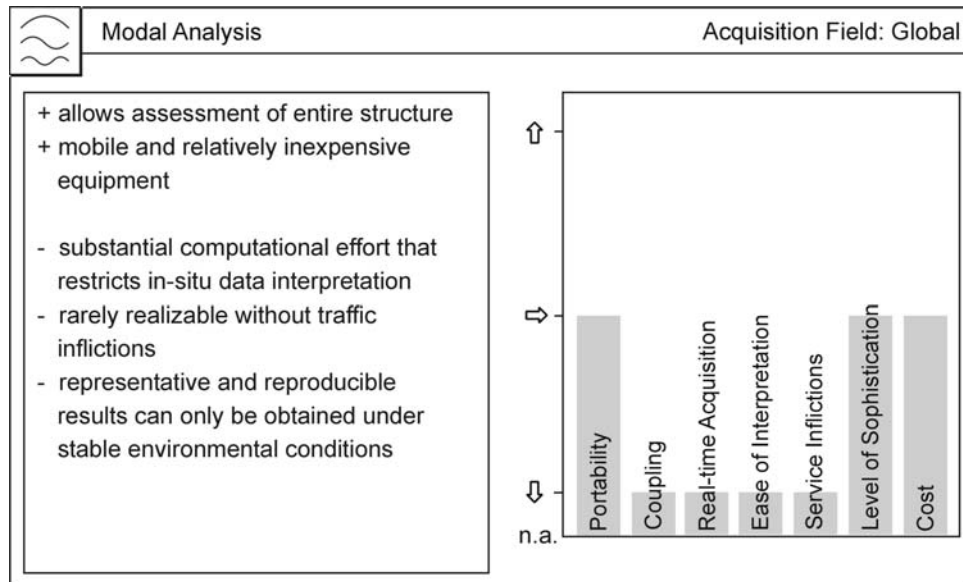 Modal Analysis
Acquisition Field: Global
+ allows assessment of entire structure
+ mobile and relatively inexpensive
equipment
- substantial computational effort that
restricts in-situ data interpretation
- rarely realizable without traffic
inflictions
- representative and reproducible
results can only be obtained under
stable environmental conditions
n.a.
Portability
Coupling
Real-time Acquisition
Ease of Interpretation
Service Inflictions
Level of Sophistication
Cost